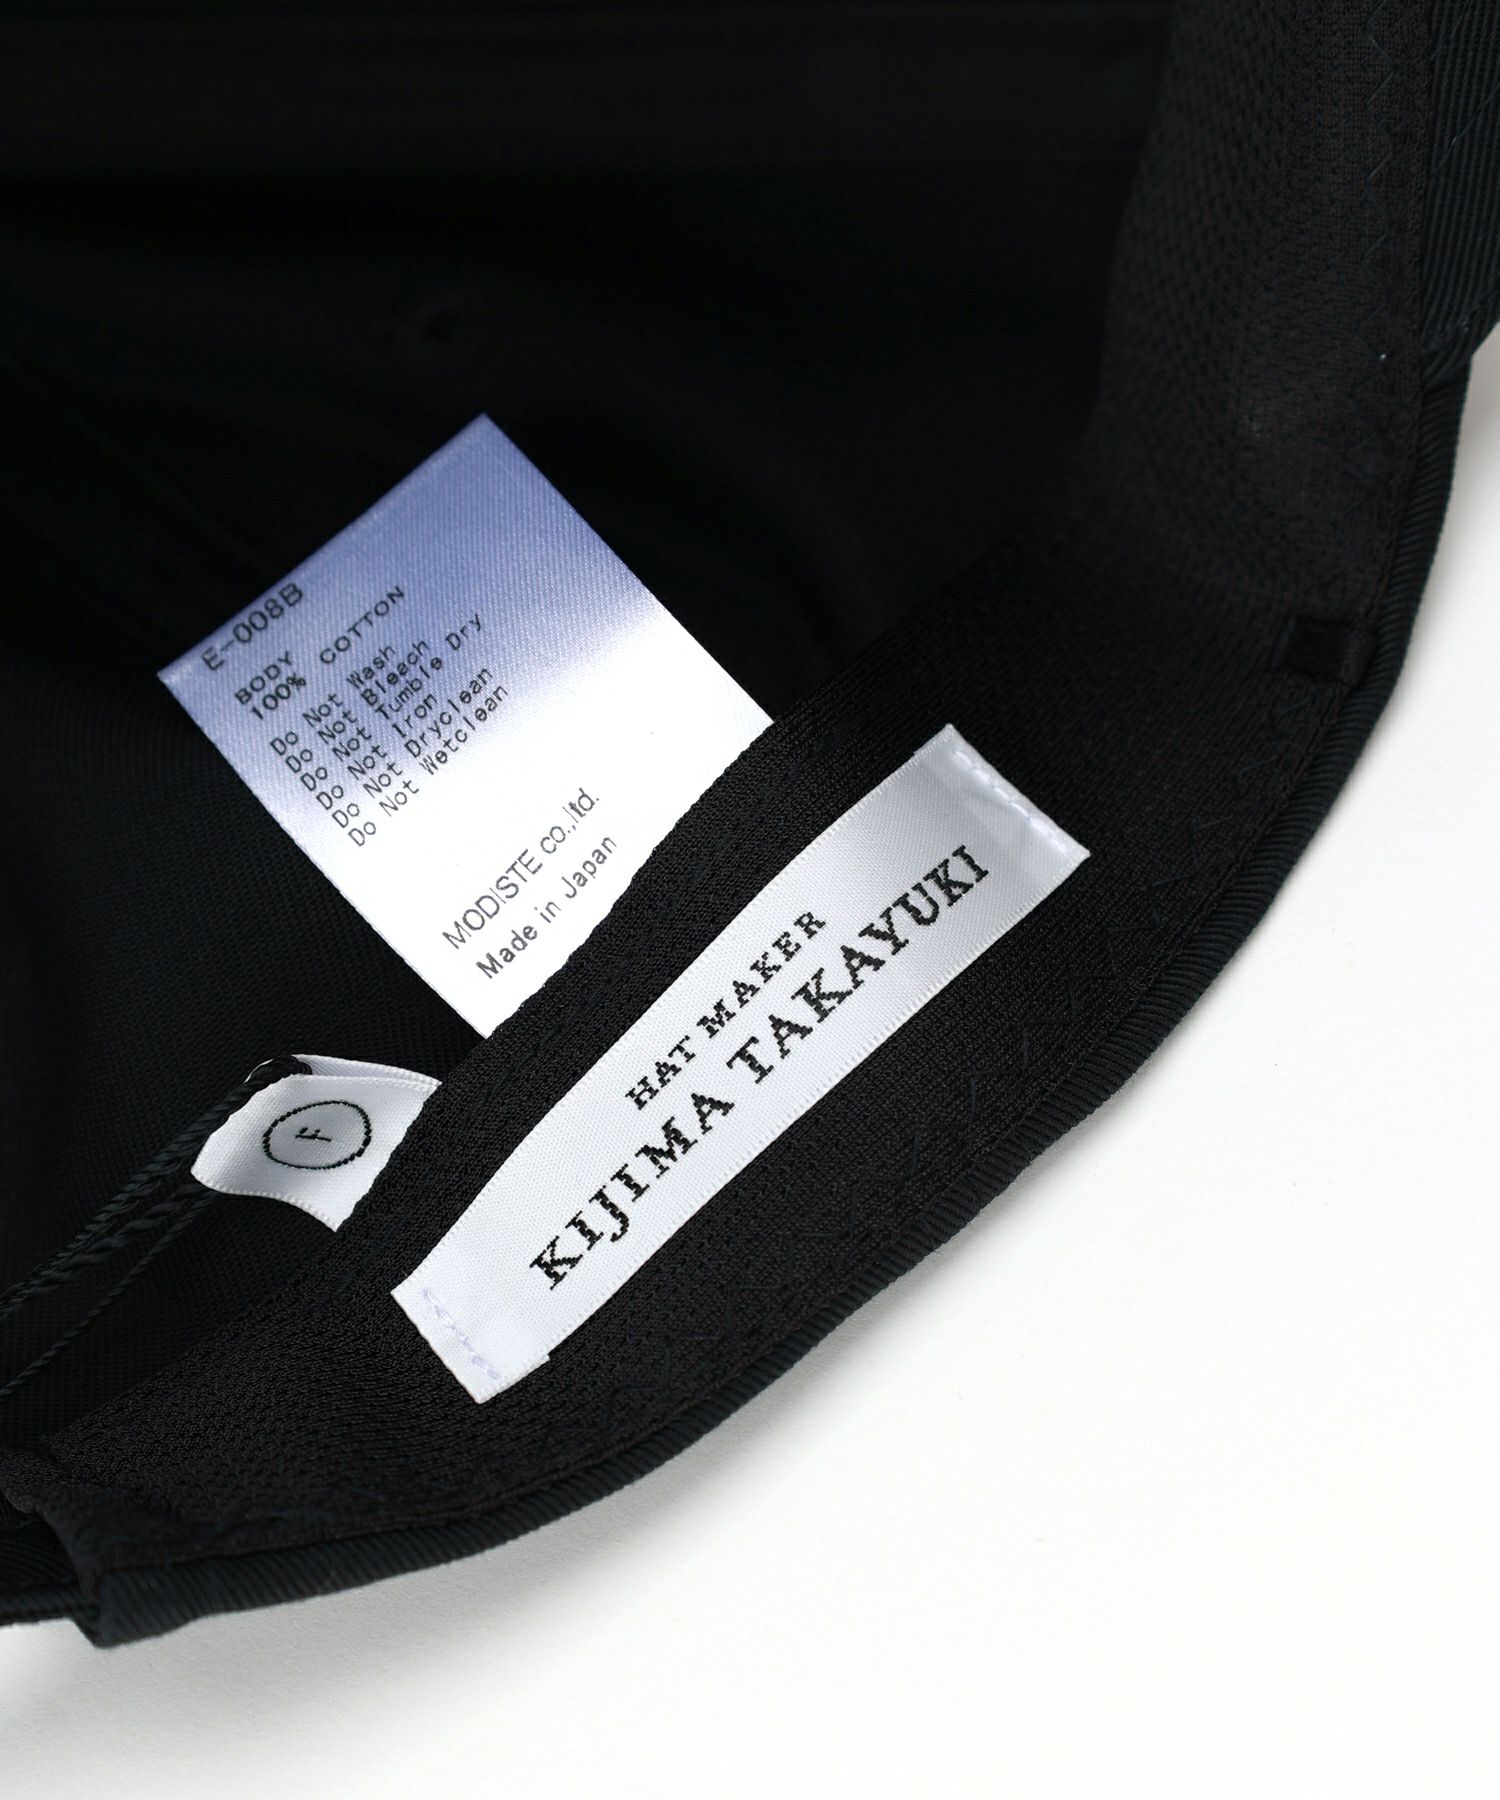 E-008B
BODY
100% COTTON
Do Not Wash
Do Not Bleach
Do Not Tumble Dry
Do Not Iron
Do Not Dryclean
Do Not Wetclean
MODISTE co.,ltd.
Made in Japan
F
HAT MAKER
KIJIMA TAKAYUKI